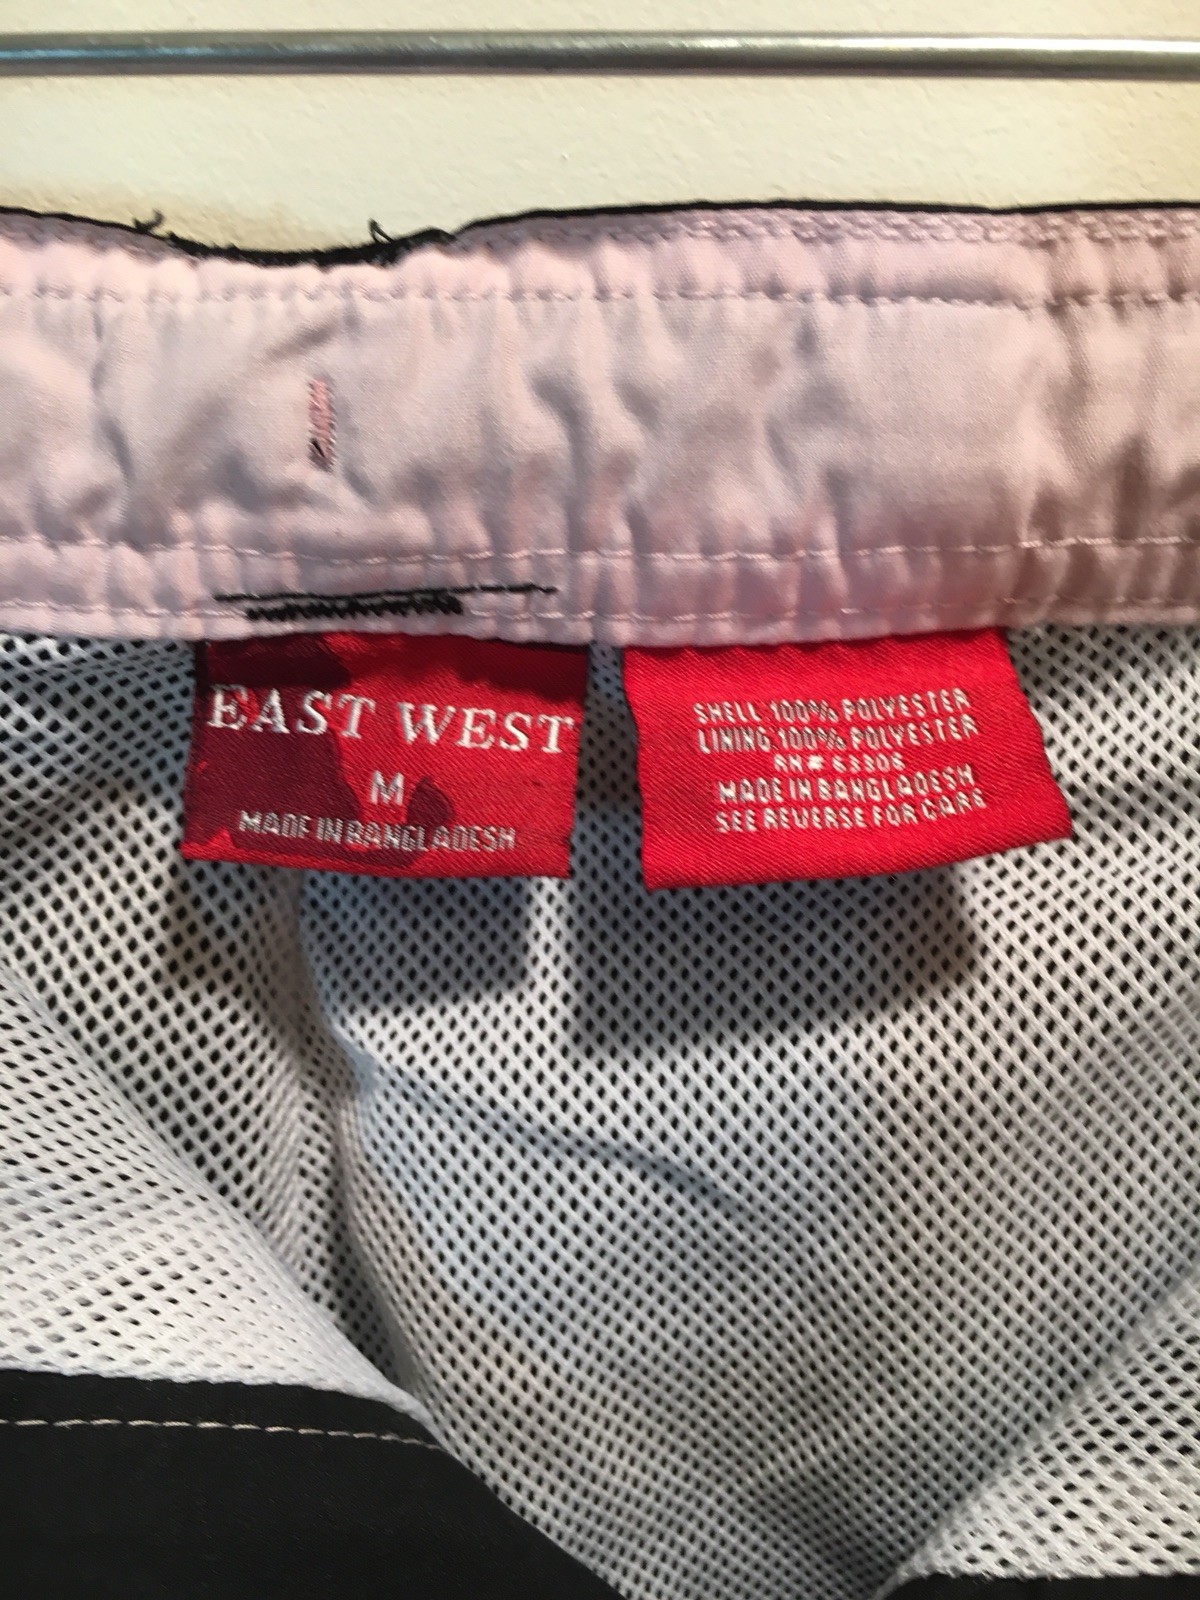 EAST WEST
M
MADE IN BANGLADESH
SHELL 100% POLYESTER
LINING 100% POLYESTER
RN# 63306
MADE IN BANGLADESH
SEE REVERSE FOR CARE